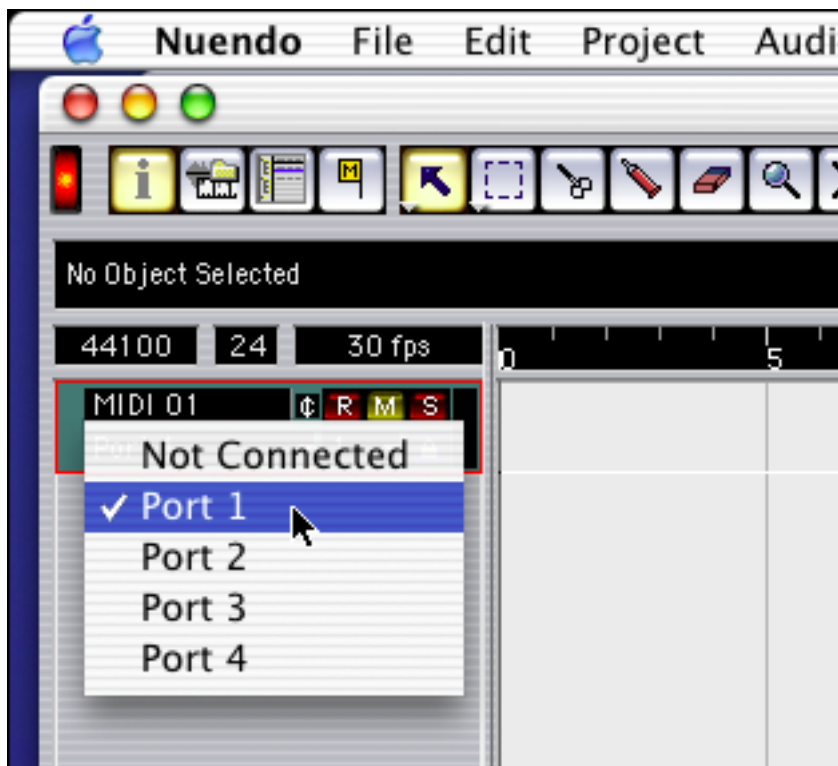 Nuendo File Edit Project Audi
i M
No Object Selected
44100 24 30 fps
0 5
MIDI 01 ¢ R M S
Not Connected
✓ Port 1
Port 2
Port 3
Port 4